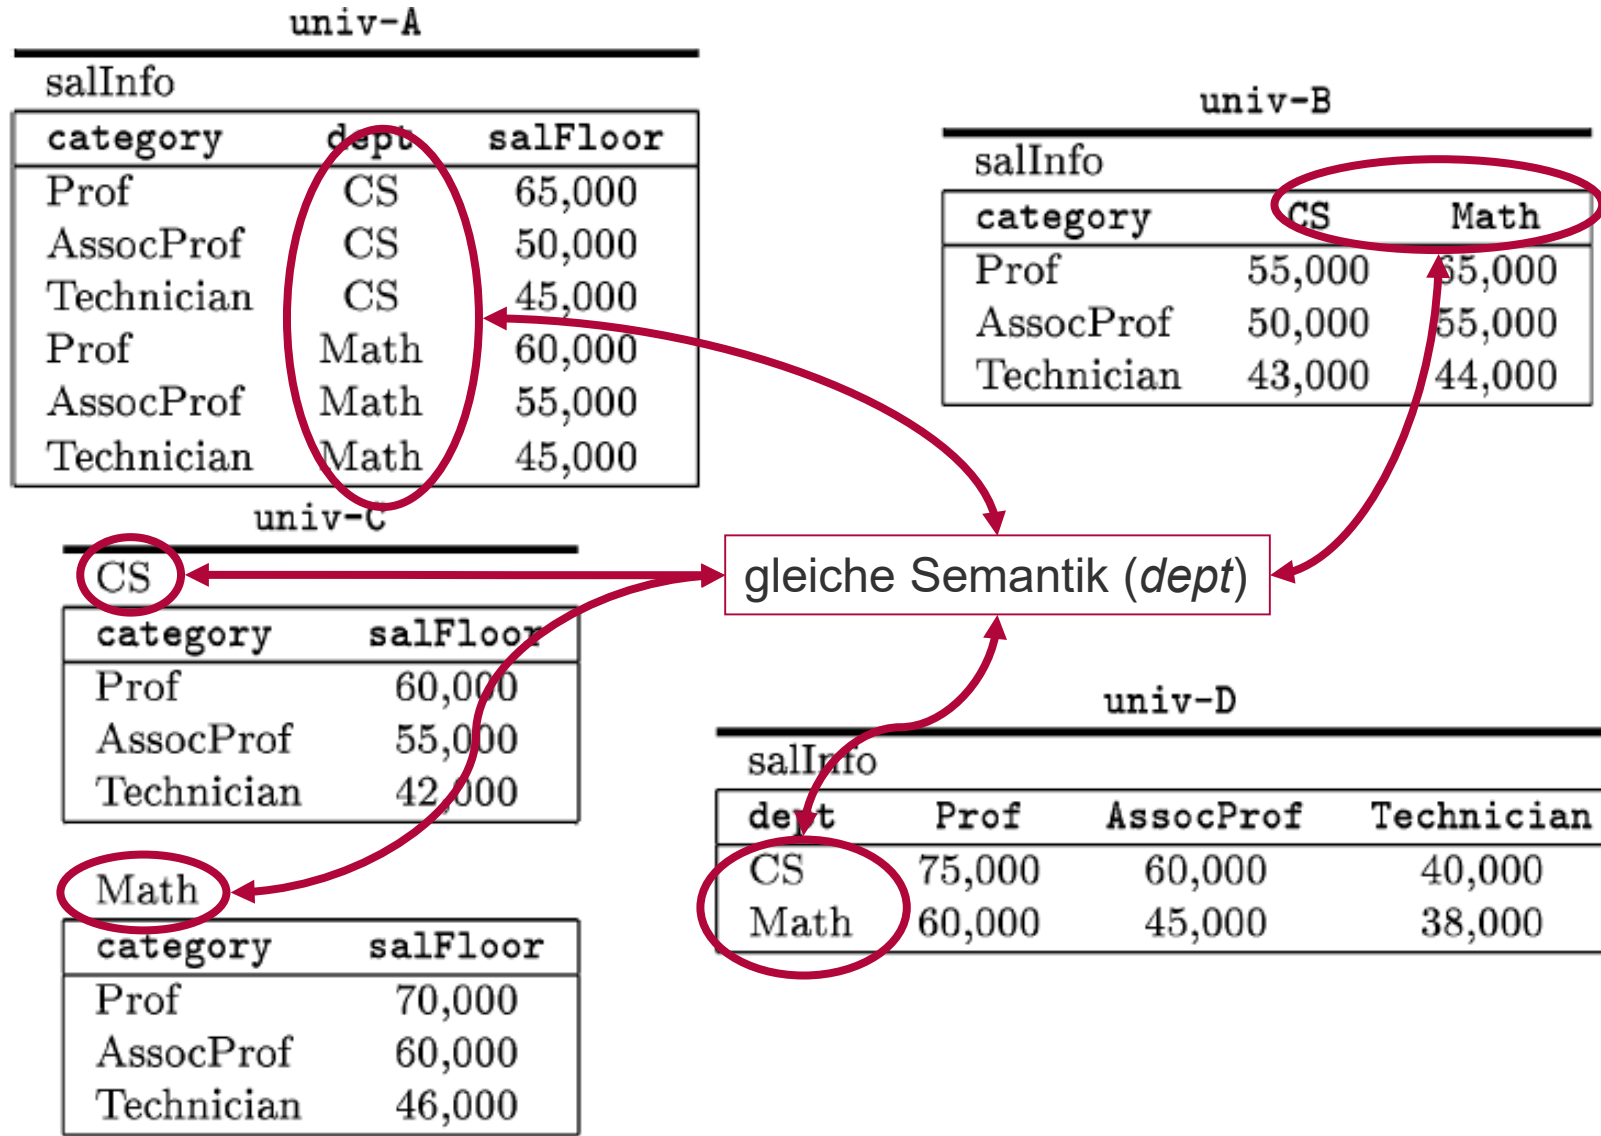 univ-A
salInfo
category dept salFloor
Prof CS 65,000
AssocProf CS 50,000
Technician CS 45,000
Prof Math 60,000
AssocProf Math 55,000
Technician Math 45,000
univ-B
salInfo
category CS Math
Prof 55,000 65,000
AssocProf 50,000 55,000
Technician 43,000 44,000
univ-C
CS
category salFloor
Prof 60,000
AssocProf 55,000
Technician 42,000
Math
category salFloor
Prof 70,000
AssocProf 60,000
Technician 46,000
gleiche Semantik (dept)
univ-D
salInfo
dept Prof AssocProf Technician
CS 75,000 60,000 40,000
Math 60,000 45,000 38,000